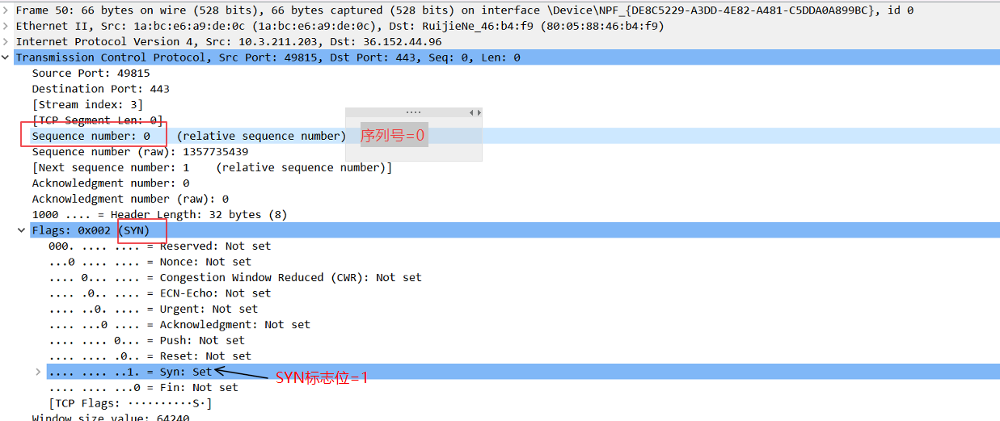 Frame 50: 66 bytes on wire (528 bits), 66 bytes captured (528 bits) on interface \Device\NPF_{DE8C5229-A3DD-4E82-A481-C5DDA0A899BC}, id 0
Ethernet II, Src: 1a:bc:e6:a9:de:0c (1a:bc:e6:a9:de:0c), Dst: RuijieNe_46:b4:f9 (80:05:88:46:b4:f9)
Internet Protocol Version 4, Src: 10.3.211.203, Dst: 36.152.44.96
Transmission Control Protocol, Src Port: 49815, Dst Port: 443, Seq: 0, Len: 0
Source Port: 49815
Destination Port: 443
[Stream index: 3]
[TCP Segment Len: 0]
Sequence number: 0    (relative sequence number) 序列号=0
Sequence number (raw): 1357735439
[Next sequence number: 1    (relative sequence number)]
Acknowledgment number: 0
Acknowledgment number (raw): 0
1000 .... = Header Length: 32 bytes (8)
Flags: 0x002 (SYN)
000. .... .... = Reserved: Not set
...0 .... .... = Nonce: Not set
.... 0... .... = Congestion Window Reduced (CWR): Not set
.... .0.. .... = ECN-Echo: Not set
.... ..0. .... = Urgent: Not set
.... ...0 .... = Acknowledgment: Not set
.... .... 0... = Push: Not set
.... .... .0.. = Reset: Not set
.... .... ..1. = Syn: Set SYN标志位=1
.... .... ...0 = Fin: Not set
[TCP Flags: ··········S·]
Window size value: 64240